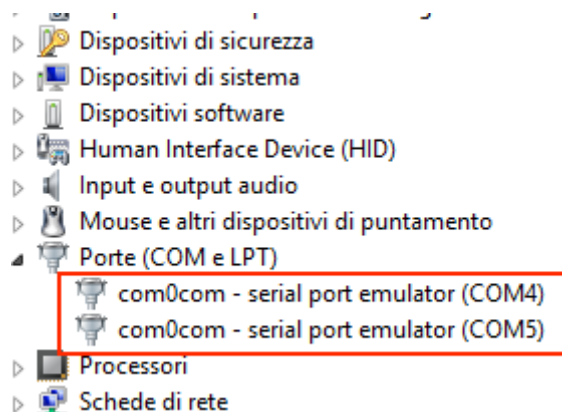 Dispositivi di sicurezza
Dispositivi di sistema
Dispositivi software
Human Interface Device (HID)
Input e output audio
Mouse e altri dispositivi di puntamento
Porte (COM e LPT)
com0com - serial port emulator (COM4)
com0com - serial port emulator (COM5)
Processori
Schede di rete